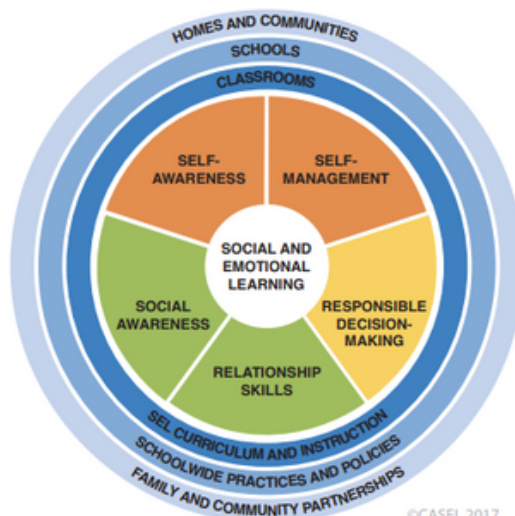 HOMES AND COMMUNITIES
SCHOOLS
CLASSROOMS
SELF-
AWARENESS
SELF-
MANAGEMENT
SOCIAL AND
EMOTIONAL
LEARNING
SOCIAL
AWARENESS
RESPONSIBLE
DECISION-
MAKING
RELATIONSHIP
SKILLS
SEL CURRICULUM AND INSTRUCTION
SCHOOLWIDE PRACTICES AND POLICIES
FAMILY AND COMMUNITY PARTNERSHIPS
©CASEL 2017